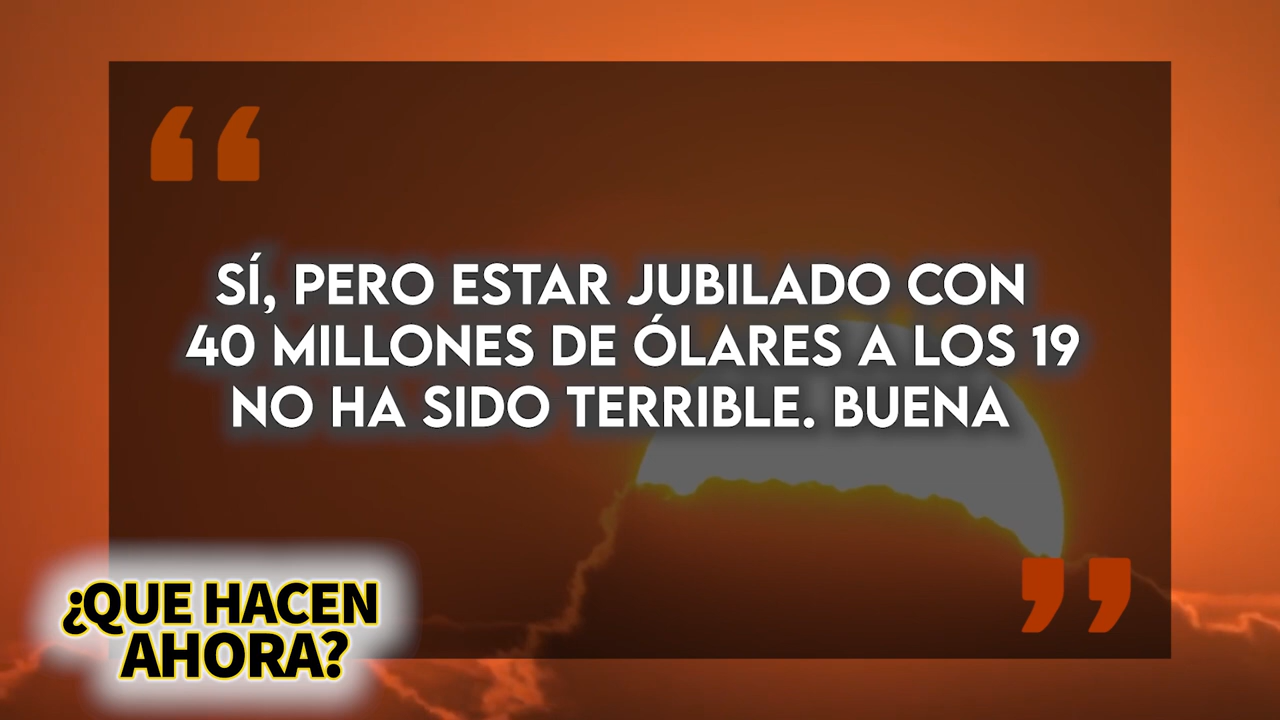 SÍ, PERO ESTAR JUBILADO CON
40 MILLONES DE ÓLARES A LOS 19
NO HA SIDO TERRIBLE. BUENA
¿QUE HACEN
AHORA?